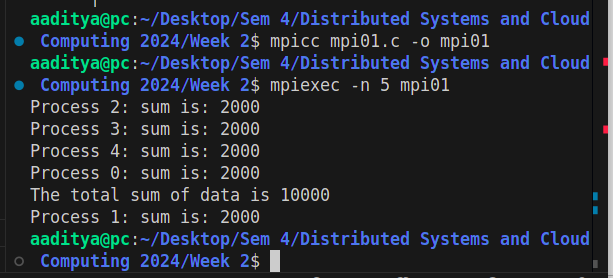 aaditya@pc:~/Desktop/Sem 4/Distributed Systems and Cloud
Computing 2024/Week 2$ mpicc mpi01.c -o mpi01
aaditya@pc:~/Desktop/Sem 4/Distributed Systems and Cloud
Computing 2024/Week 2$ mpiexec -n 5 mpi01
Process 2: sum is: 2000
Process 3: sum is: 2000
Process 4: sum is: 2000
Process 0: sum is: 2000
The total sum of data is 10000
Process 1: sum is: 2000
aaditya@pc:~/Desktop/Sem 4/Distributed Systems and Cloud
Computing 2024/Week 2$